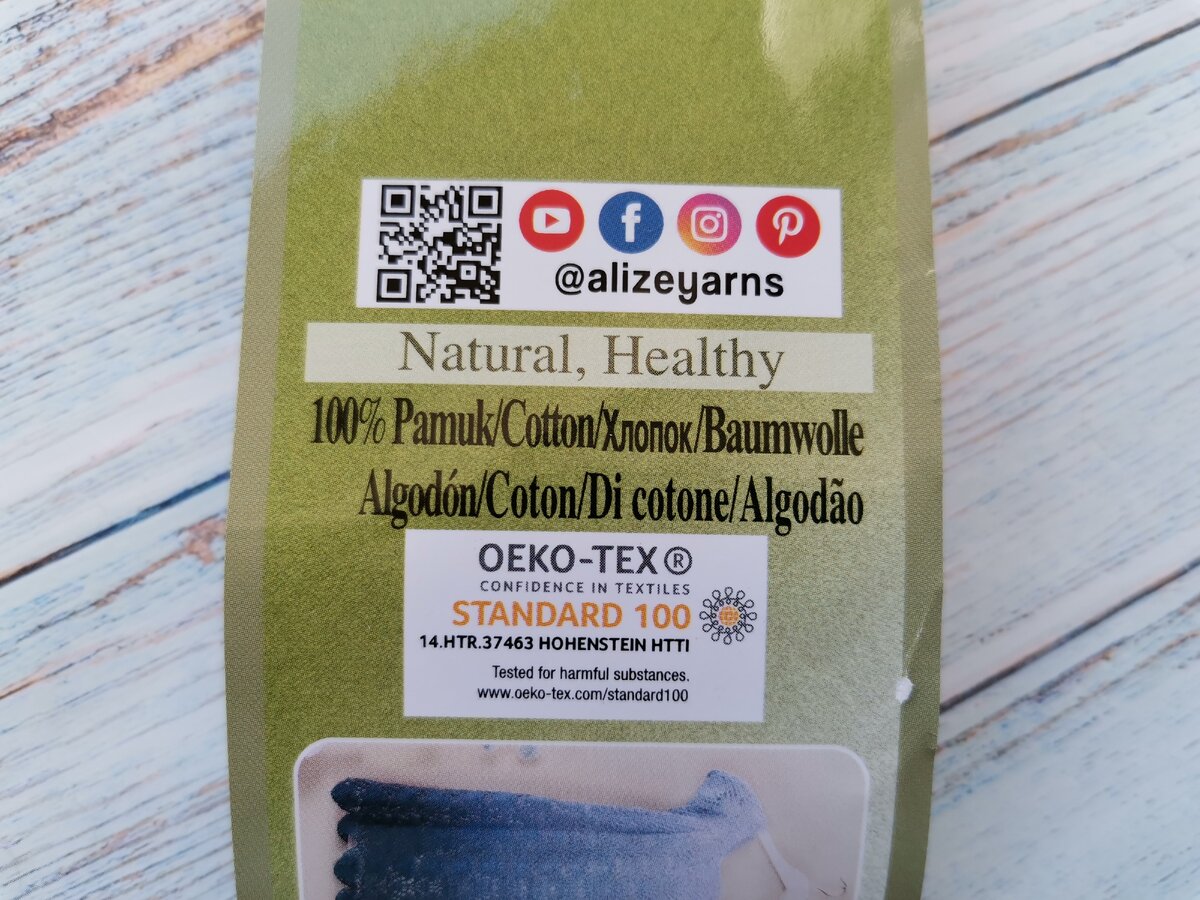 @alizeyarns
Natural, Healthy
100% Pamuk/Cotton/Хлопок/Baumwolle
Algodón/Coton/Di cotone/Algodão
OEKO-TEX®
CONFIDENCE IN TEXTILES
STANDARD 100
14.HTR.37463 HOHENSTEIN HTTI
Tested for harmful substances.
www.oeko-tex.com/standard100